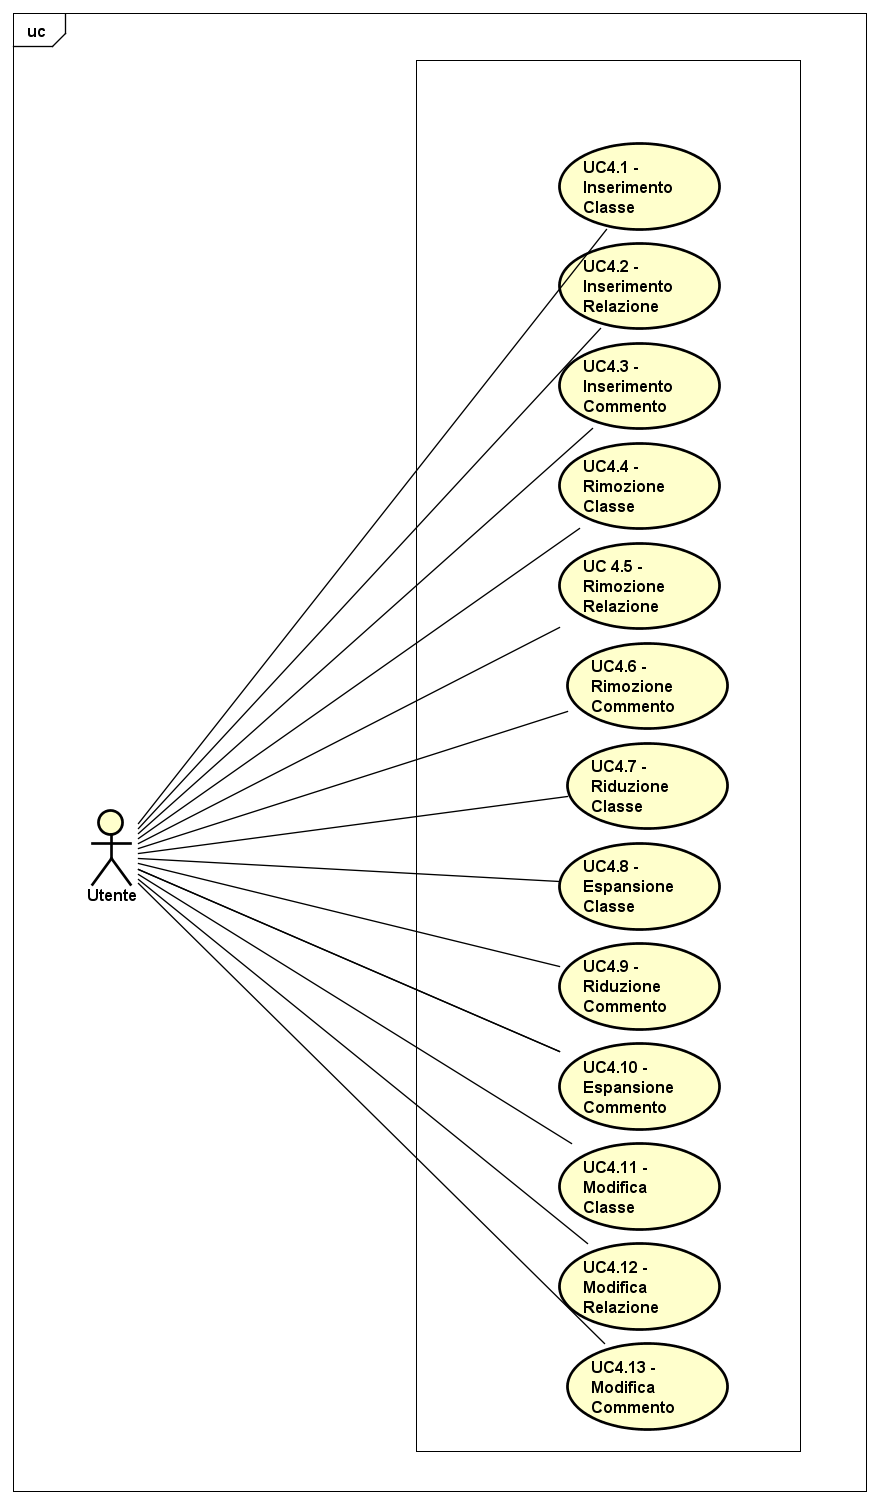 uc
UC4.1 -
Inserimento
Classe
UC4.2 -
Inserimento
Relazione
UC4.3 -
Inserimento
Commento
UC4.4 -
Rimozione
Classe
UC 4.5 -
Rimozione
Relazione
UC4.6 -
Rimozione
Commento
UC4.7 -
Riduzione
Classe
UC4.8 -
Espansione
Classe
Utente
UC4.9 -
Riduzione
Commento
UC4.10 -
Espansione
Commento
UC4.11 -
Modifica
Classe
UC4.12 -
Modifica
Relazione
UC4.13 -
Modifica
Commento